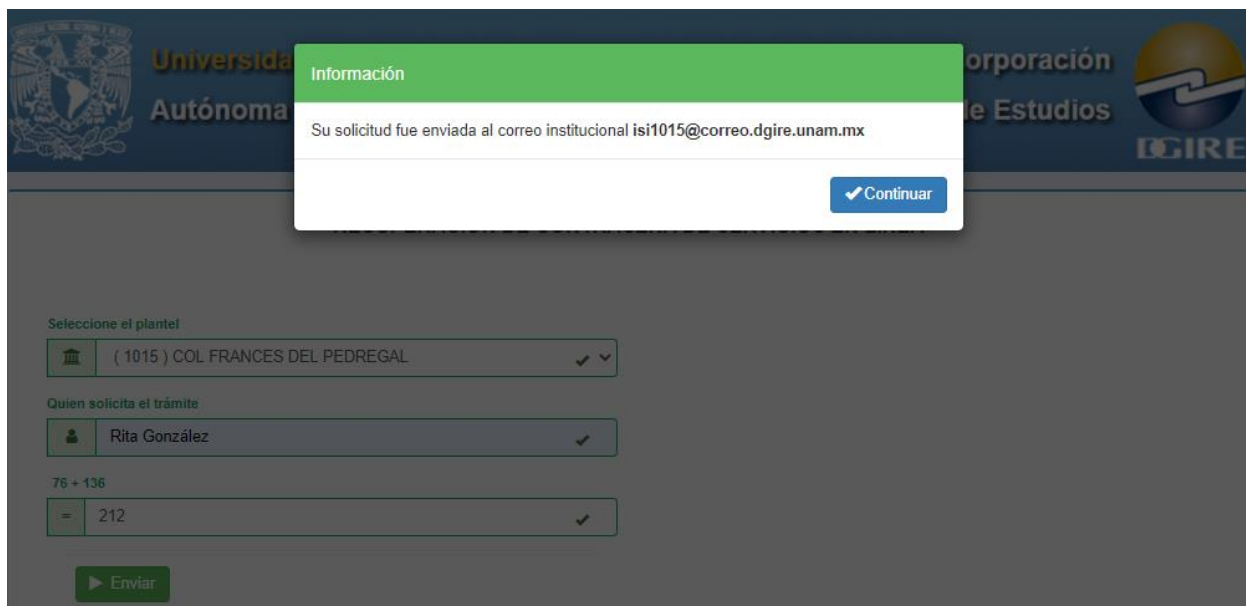 Universida
Autónoma
orporación
e Estudios
DGIRE
Información
Su solicitud fue enviada al correo institucional isi1015@correo.dgire.unam.mx
Continuar
Seleccione el plantel
( 1015 ) COL FRANCES DEL PEDREGAL
Quien solicita el trámite
Rita González
76 + 136
= 212
Enviar